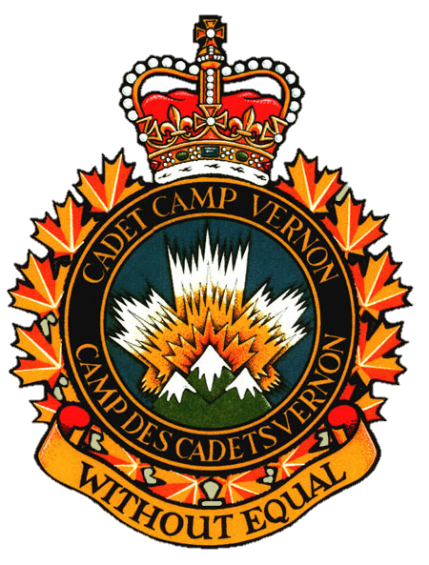 CADET CAMP VERNON
CAMP DES CADETS VERNON
WITHOUT EQUAL